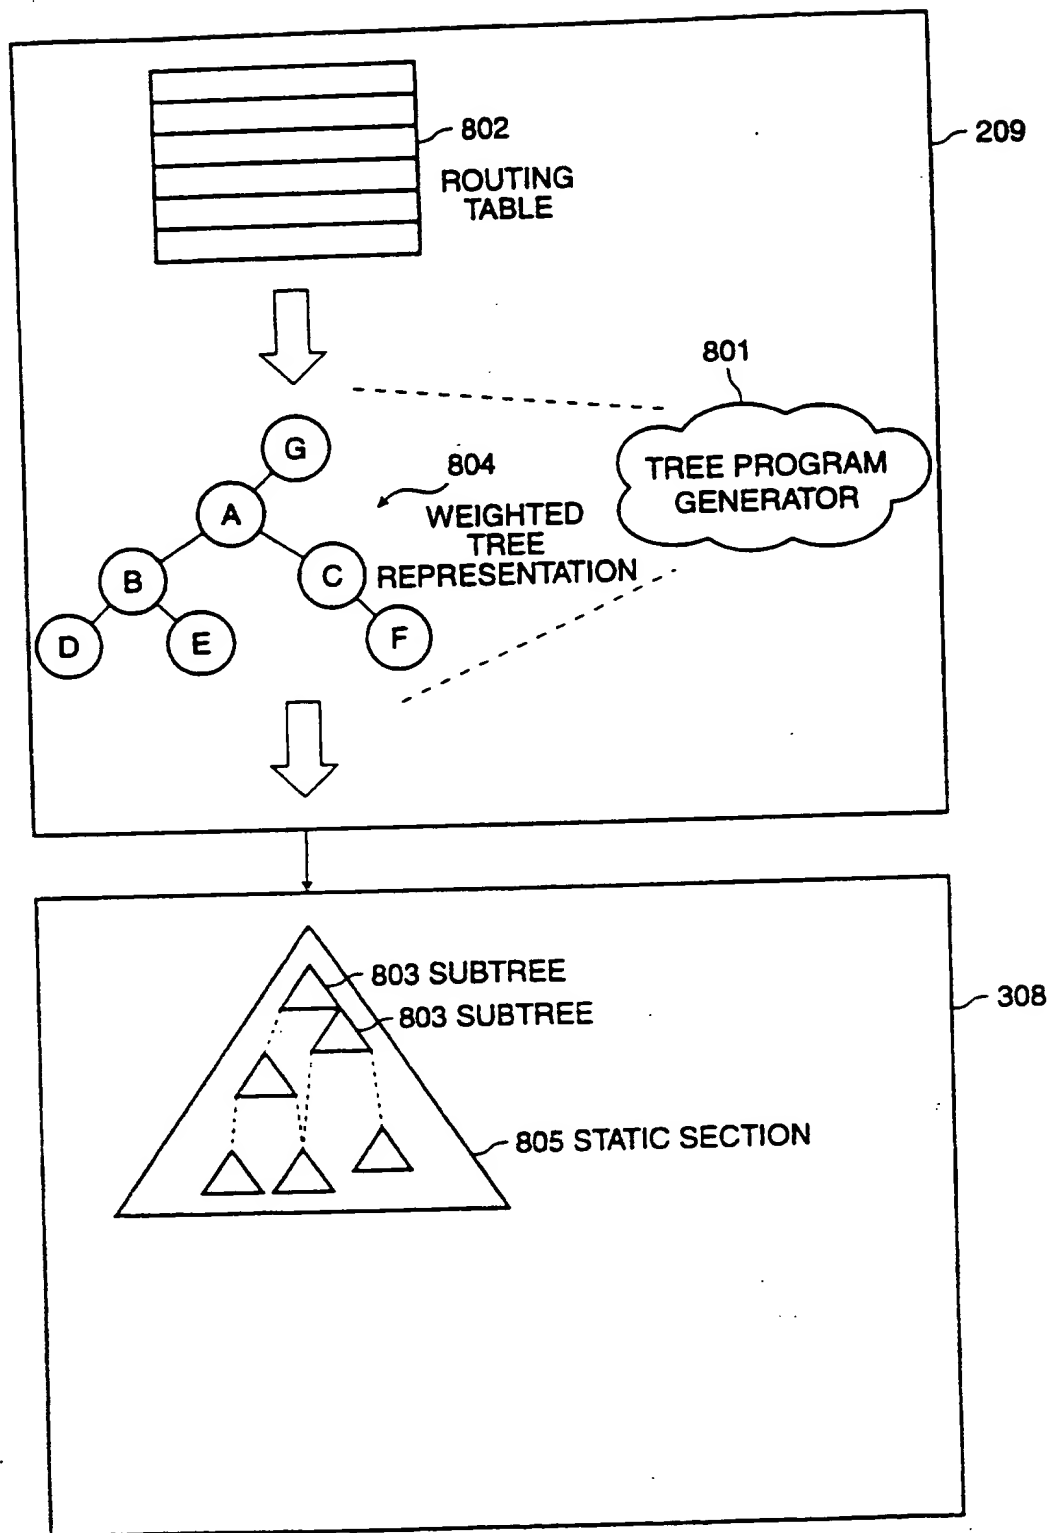 802
ROUTING
TABLE
209
801
TREE PROGRAM
GENERATOR
G
804
WEIGHTED
TREE
REPRESENTATION
A
B
C
D
E
F
803 SUBTREE
803 SUBTREE
308
805 STATIC SECTION